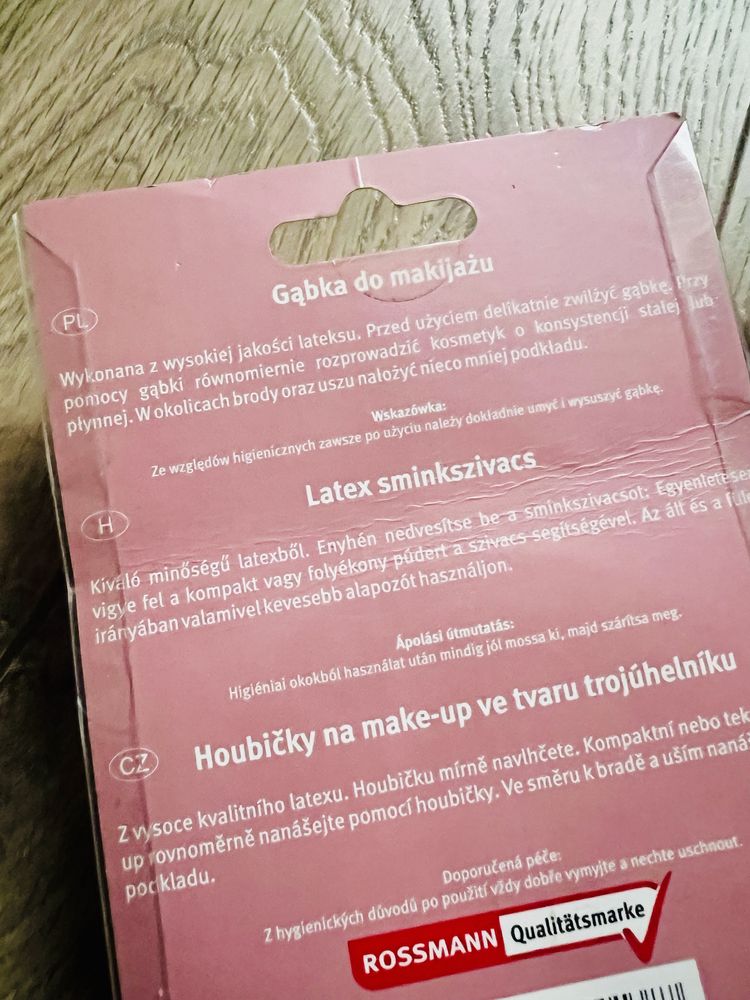 Gąbka do makijażu
PL
Wykonana z wysokiej jakości lateksu. Przed użyciem delikatnie zwilżyć gąbkę. Przy
pomocy gąbki równomiernie rozprowadzić kosmetyk o konsystencji stałej lub
płynnej. W okolicach brody oraz uszu nałożyć nieco mniej podkładu.
Wskazówka:
Ze względów higienicznych zawsze po użyciu należy dokładnie umyć i wysuszyć gąbkę.
Latex sminkszivacs
H
Kiváló minőségű latexből. Enyhén nedvesítse be a sminkszivacsot. Egyenletesen
vigye fel a kompakt vagy folyékony púdert a szivacs segítségével. Az áll és a fül
irányában valamivel kevesebb alapozót használjon.
Ápolási útmutatás:
Higiéniai okokból használat után mindig jól mossa ki, majd szárítsa meg.
Houbičky na make-up ve tvaru trojúhelníku
CZ
Z vysoce kvalitního latexu. Houbičku mírně navlhčete. Kompaktní nebo
up rovnoměrně nanášejte pomocí houbičky. Ve směru k bradě a uším
podkladu.
Doporučená péče:
Z hygienických důvodů po použití vždy dobře vymyjte a nechte uschnout.
ROSSMANN Qualitätsmarke